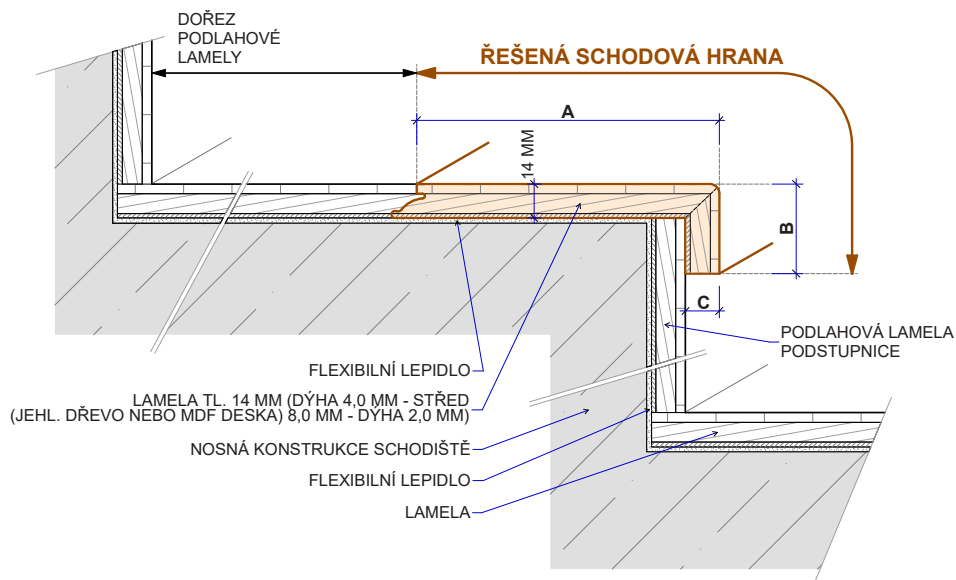 DOŘEZ
PODLAHOVÉ
LAMELY
ŘEŠENÁ SCHODOVÁ HRANA
A
14 MM
B
C
PODLAHOVÁ LAMELA
PODSTUPNICE
FLEXIBILNÍ LEPIDLO
LAMELA TL. 14 MM (DÝHA 4,0 MM - STŘED
(JEHL. DŘEVO NEBO MDF DESKA) 8,0 MM - DÝHA 2,0 MM)
NOSNÁ KONSTRUKCE SCHODIŠTĚ
FLEXIBILNÍ LEPIDLO
LAMELA